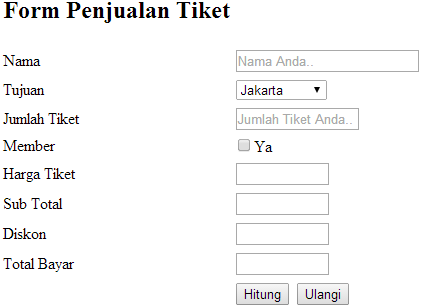 Form Penjualan Tiket
Nama Nama Anda..
Tujuan Jakarta
Jumlah Tiket Jumlah Tiket Anda..
Member Ya
Harga Tiket
Sub Total
Diskon
Total Bayar
Hitung Ulangi